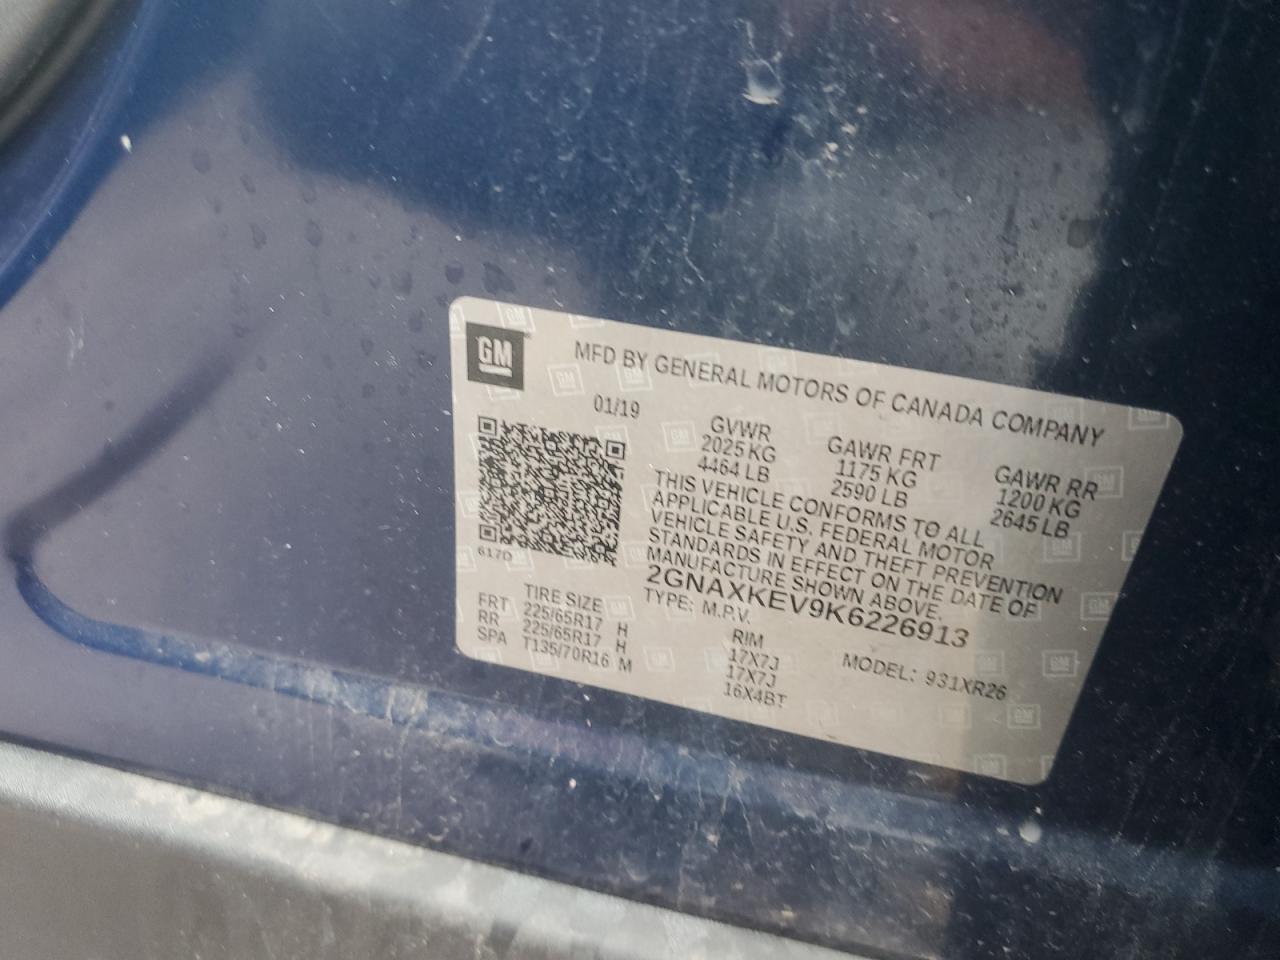 GM
MFD BY GENERAL MOTORS OF CANADA COMPANY
01/19
GVWR GAWR FRT GAWR RR
2025 KG 1175 KG 1200 KG
4464 LB 2590 LB 2645 LB
THIS VEHICLE CONFORMS TO ALL
APPLICABLE U.S. FEDERAL MOTOR
VEHICLE SAFETY AND THEFT PREVENTION
STANDARDS IN EFFECT ON THE DATE OF
MANUFACTURE SHOWN ABOVE.
2GNAXKEV9K6226913
TYPE: M.P.V.
617D
TIRE SIZE RIM MODEL: 931XR26
FRT 225/65R17 H 17X7J
RR 225/65R17 H 17X7J
SPA T135/70R16 M 16X4BT